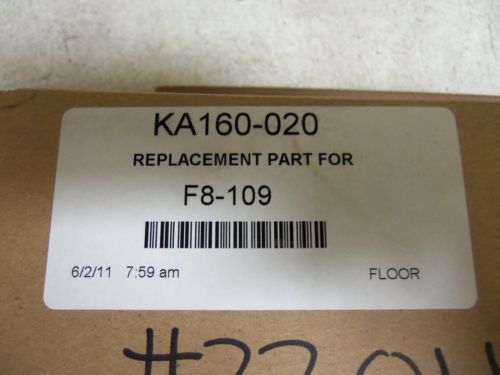 KA160-020
REPLACEMENT PART FOR
F8-109
6/2/11 7:59 am FLOOR